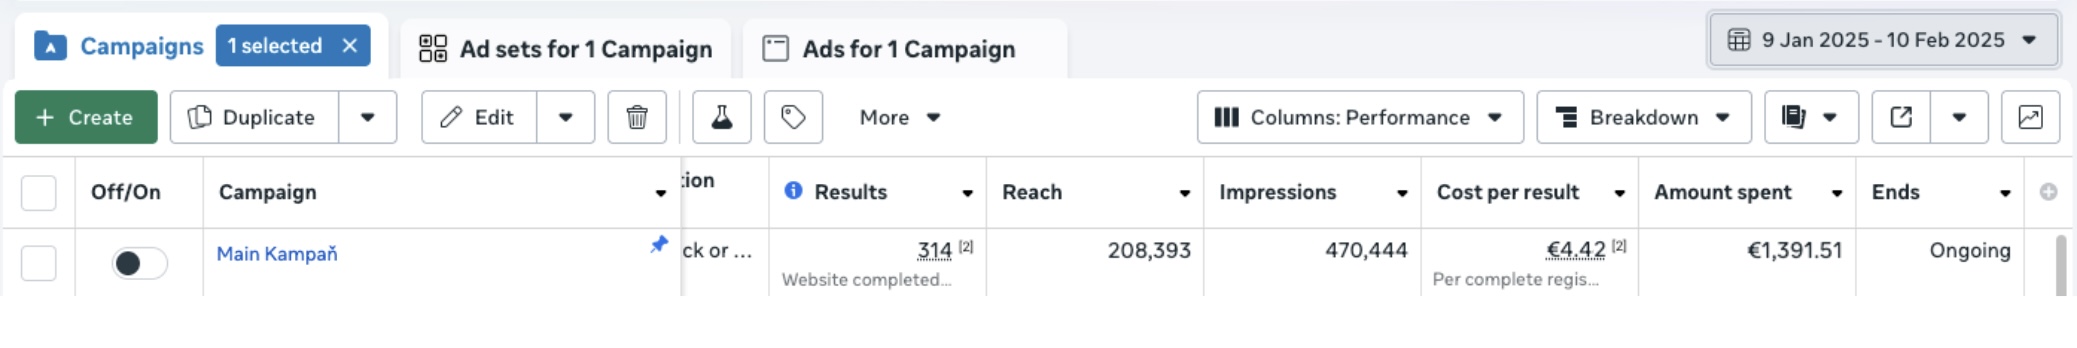 Campaigns 1 selected Ad sets for 1 Campaign Ads for 1 Campaign 9 Jan 2025 - 10 Feb 2025
+ Create Duplicate Edit More Columns: Performance Breakdown
Off/On Campaign tion Results Reach Impressions Cost per result Amount spent Ends
Main Kampaň ck or ... 314 [2] 208,393 470,444 €4.42 [2] €1,391.51 Ongoing
Website completed... Per complete regis...